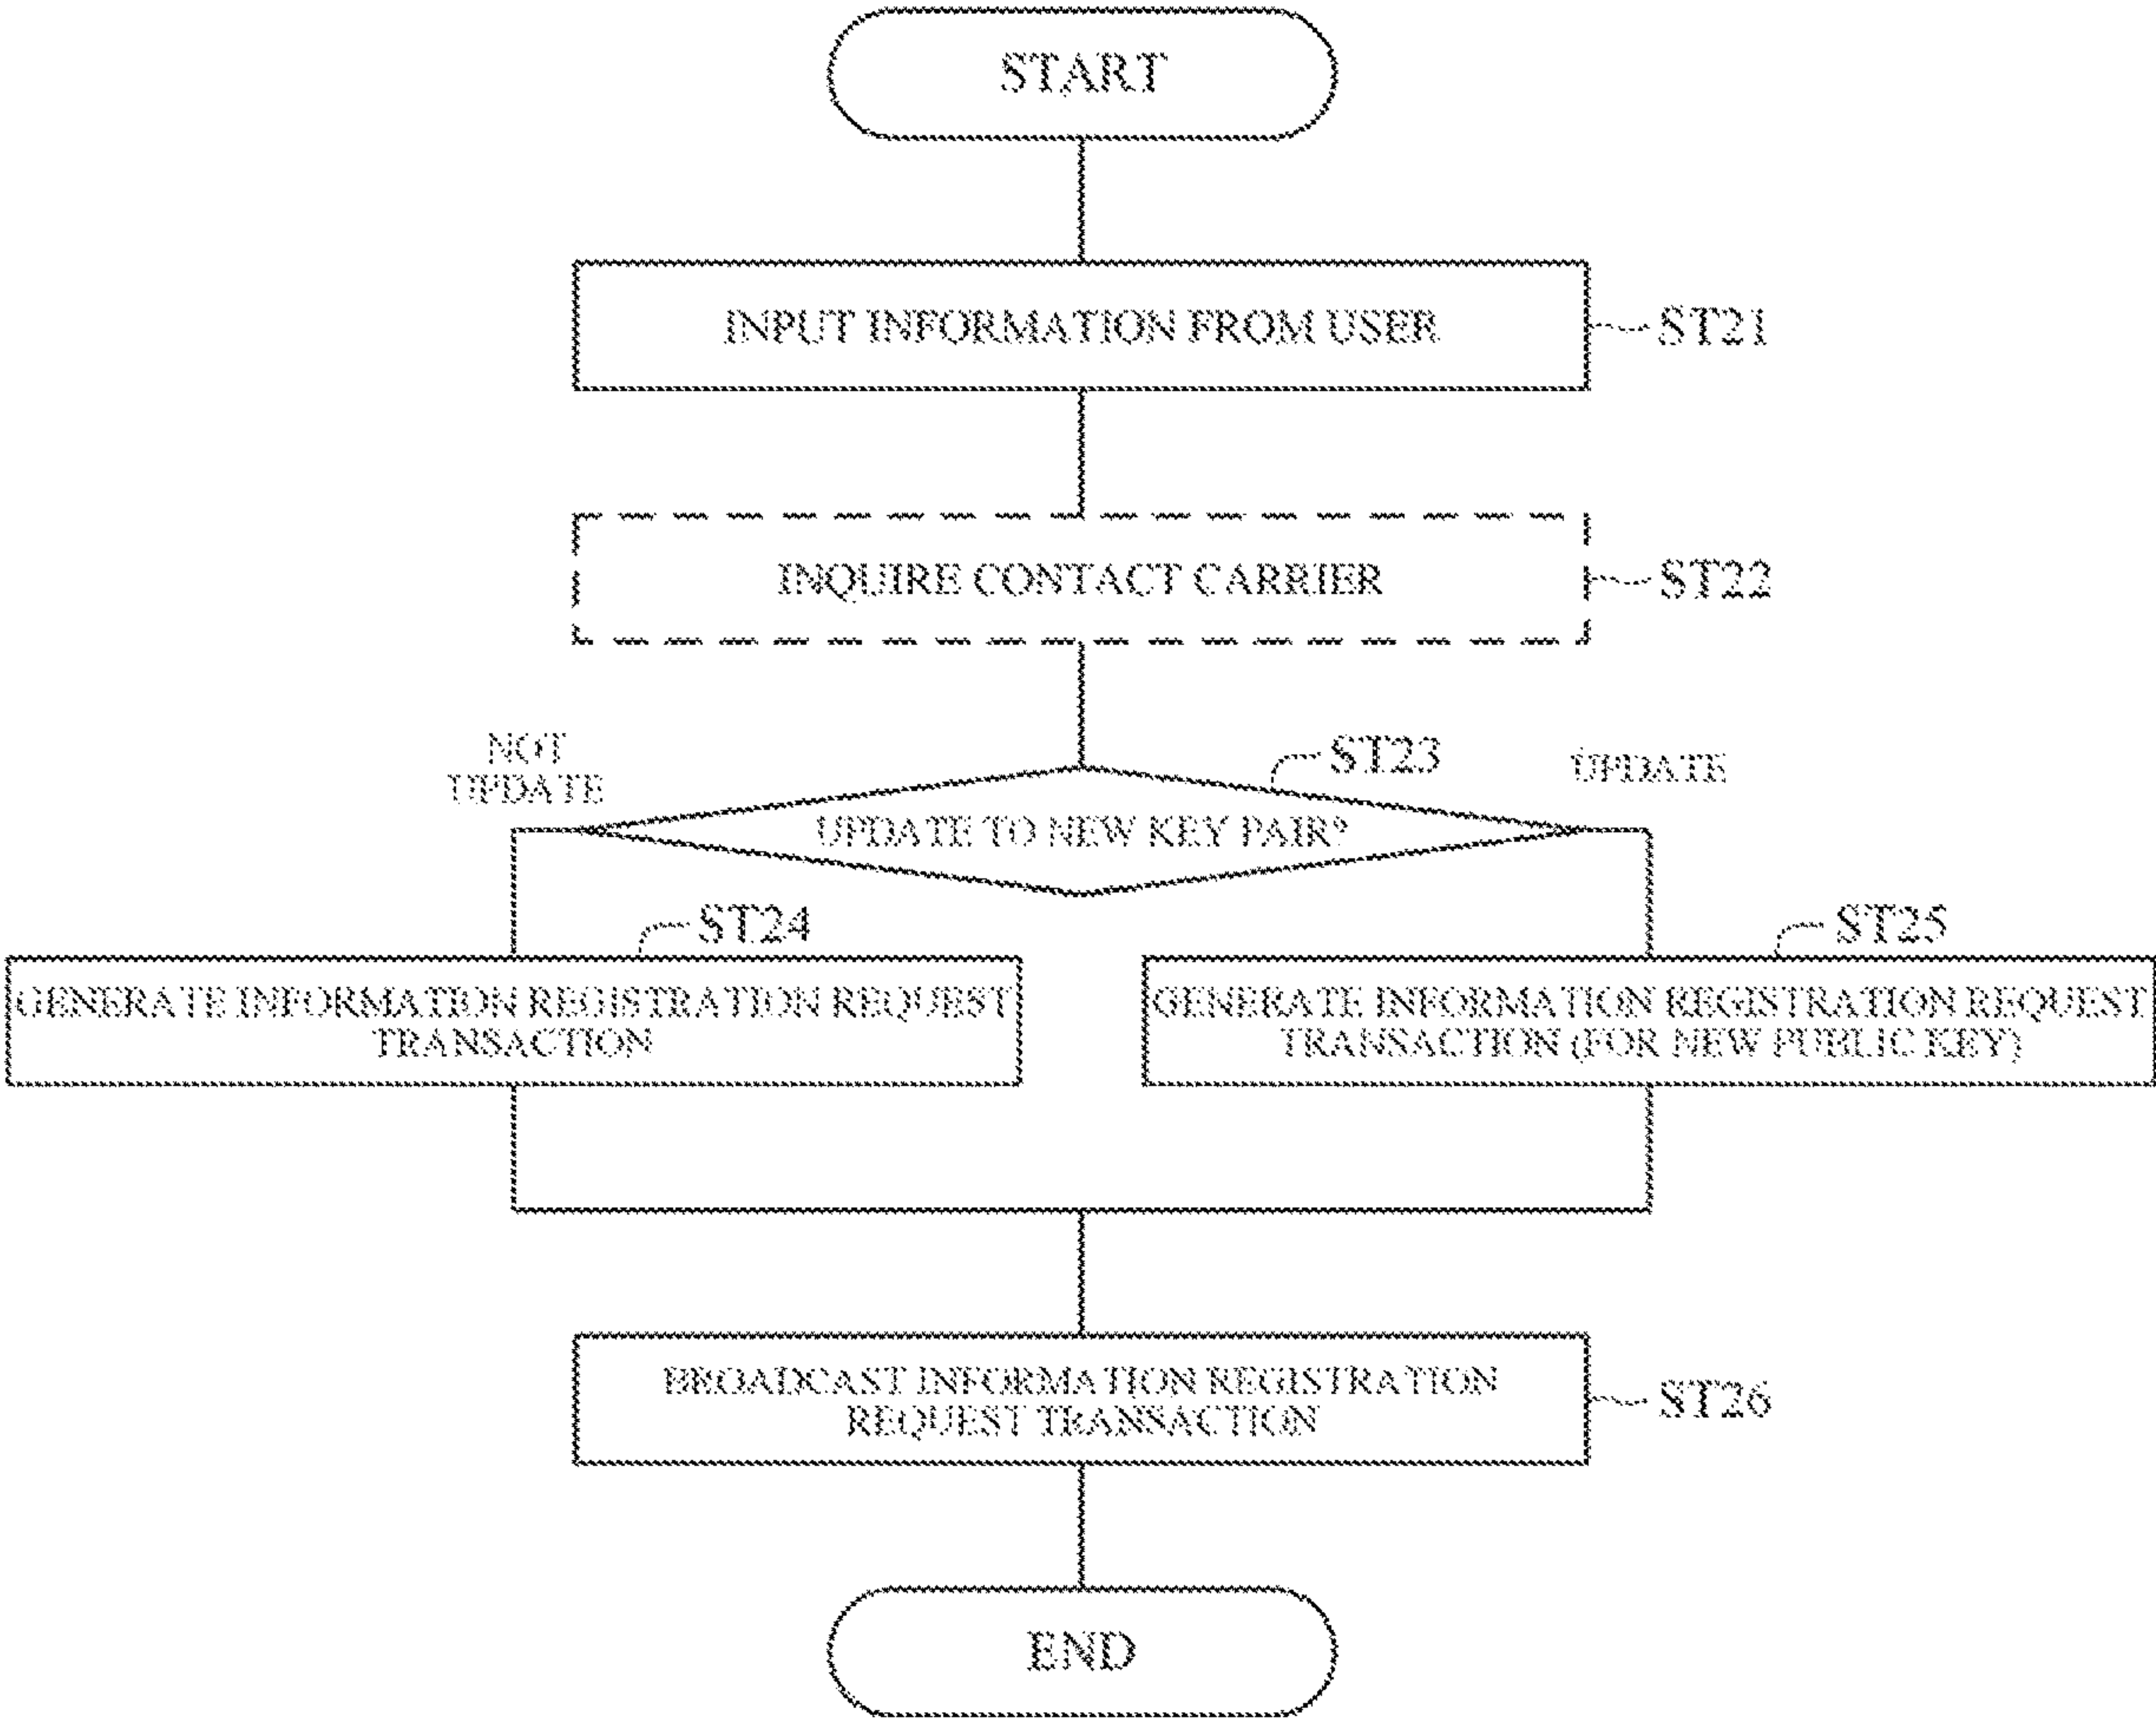 START
INPUT INFORMATION FROM USER
ST21
INQUIRE CONTACT CARRIER
ST22
NOT
UPDATE
ST23
UPDATE
UPDATE TO NEW KEY PAIR?
ST24
ST25
GENERATE INFORMATION REGISTRATION REQUEST
TRANSACTION
GENERATE INFORMATION REGISTRATION REQUEST
TRANSACTION (FOR NEW PUBLIC KEY)
BROADCAST INFORMATION REGISTRATION
REQUEST TRANSACTION
ST26
END